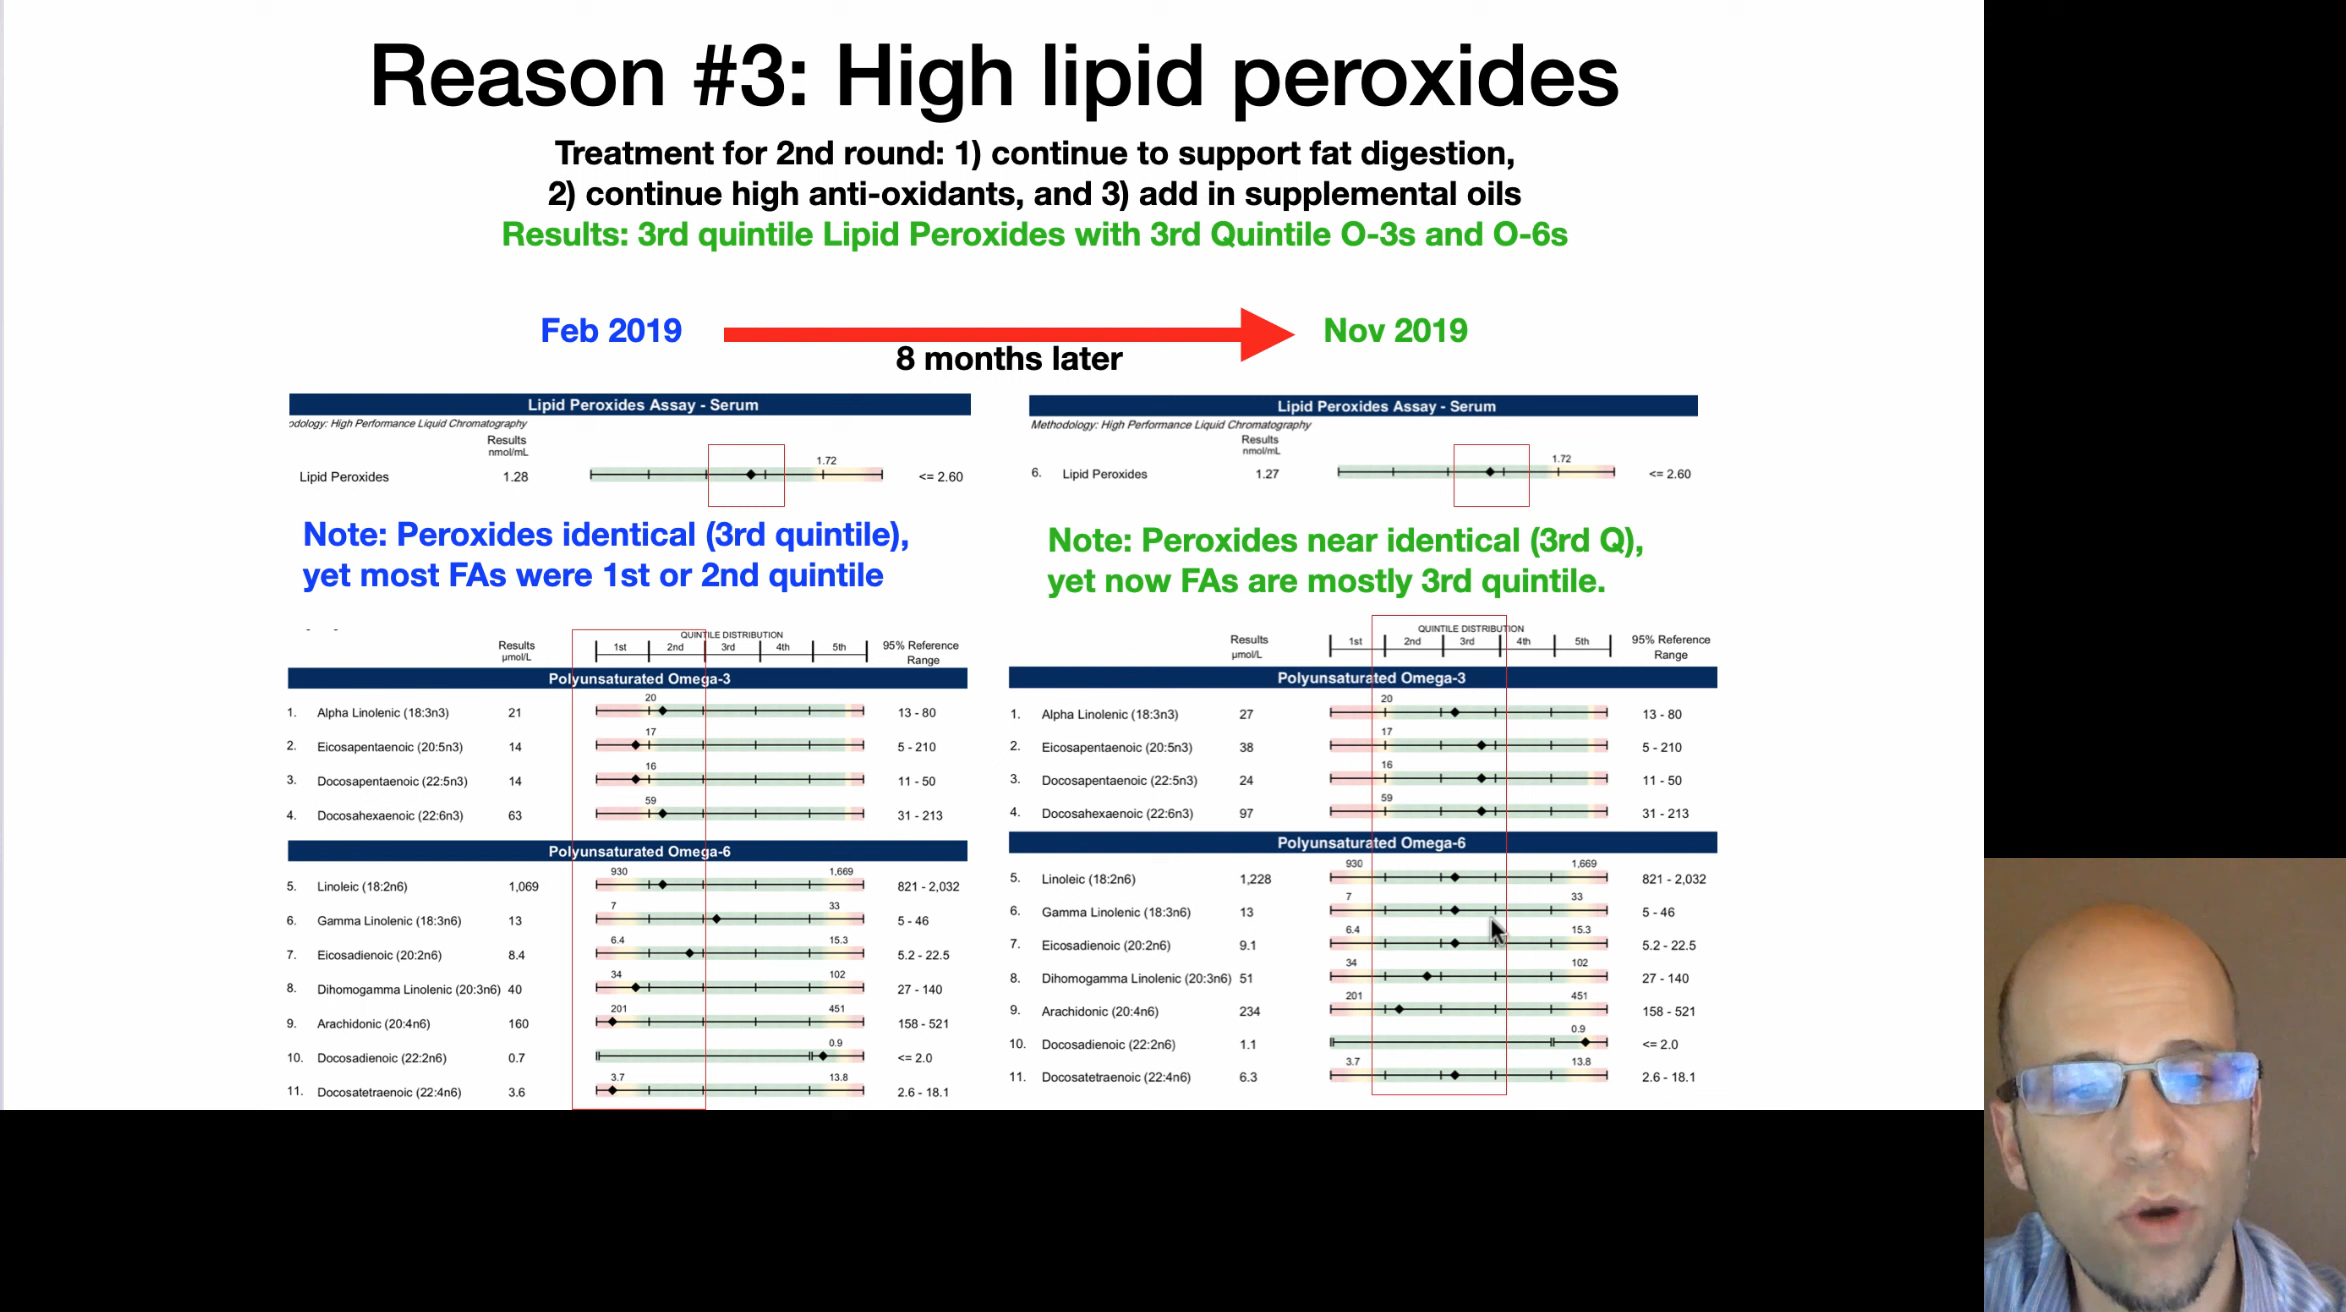 Reason #3: High lipid peroxides
Treatment for 2nd round: 1) continue to support fat digestion,
2) continue high anti-oxidants, and 3) add in supplemental oils
Results: 3rd quintile Lipid Peroxides with 3rd Quintile O-3s and O-6s
Feb 2019
8 months later
Nov 2019
Lipid Peroxides Assay - Serum
odology: High Performance Liquid Chromatography
Results
nmol/mL
1.72
Lipid Peroxides 1.28 <= 2.60
Note: Peroxides identical (3rd quintile),
yet most FAs were 1st or 2nd quintile
QUINTILE DISTRIBUTION
Results 1st 2nd 3rd 4th 5th 95% Reference
µmol/L Range
Polyunsaturated Omega-3
20
1. Alpha Linolenic (18:3n3) 21 13 - 80
17
2. Eicosapentaenoic (20:5n3) 14 5 - 210
16
3. Docosapentaenoic (22:5n3) 14 11 - 50
59
4. Docosahexaenoic (22:6n3) 63 31 - 213
Polyunsaturated Omega-6
930 1,669
5. Linoleic (18:2n6) 1,069 821 - 2,032
7 33
6. Gamma Linolenic (18:3n6) 13 5 - 46
6.4 15.3
7. Eicosadienoic (20:2n6) 8.4 5.2 - 22.5
34 102
8. Dihomogamma Linolenic (20:3n6) 40 27 - 140
201 451
9. Arachidonic (20:4n6) 160 158 - 521
0.9
10. Docosadienoic (22:2n6) 0.7 <= 2.0
3.7 13.8
11. Docosatetraenoic (22:4n6) 3.6 2.6 - 18.1
Lipid Peroxides Assay - Serum
Methodology: High Performance Liquid Chromatography
Results
nmol/mL
1.72
6. Lipid Peroxides 1.27 <= 2.60
Note: Peroxides near identical (3rd Q),
yet now FAs are mostly 3rd quintile.
QUINTILE DISTRIBUTION
Results 1st 2nd 3rd 4th 5th 95% Reference
µmol/L Range
Polyunsaturated Omega-3
20
1. Alpha Linolenic (18:3n3) 27 13 - 80
17
2. Eicosapentaenoic (20:5n3) 38 5 - 210
16
3. Docosapentaenoic (22:5n3) 24 11 - 50
59
4. Docosahexaenoic (22:6n3) 97 31 - 213
Polyunsaturated Omega-6
930 1,669
5. Linoleic (18:2n6) 1,228 821 - 2,032
7 33
6. Gamma Linolenic (18:3n6) 13 5 - 46
6.4 15.3
7. Eicosadienoic (20:2n6) 9.1 5.2 - 22.5
34 102
8. Dihomogamma Linolenic (20:3n6) 51 27 - 140
201 451
9. Arachidonic (20:4n6) 234 158 - 521
0.9
10. Docosadienoic (22:2n6) 1.1 <= 2.0
3.7 13.8
11. Docosatetraenoic (22:4n6) 6.3 2.6 - 18.1